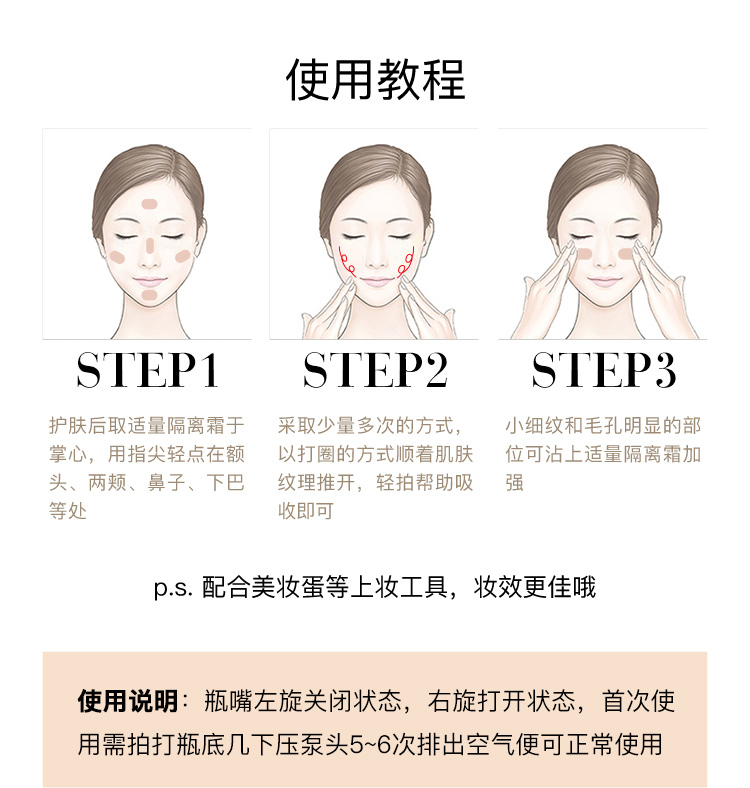 使用教程
STEP1
护肤后取适量隔离霜于
掌心，用指尖轻点在额
头、两颊、鼻子、下巴
等处
STEP2
采取少量多次的方式，
以打圈的方式顺着肌肤
纹理推开，轻拍帮助吸
收即可
STEP3
小细纹和毛孔明显的部
位可沾上适量隔离霜加
强
p.s. 配合美妆蛋等上妆工具，妆效更佳哦
使用说明：瓶嘴左旋关闭状态，右旋打开状态，首次使
用需拍打瓶底几下压泵头5~6次排出空气便可正常使用